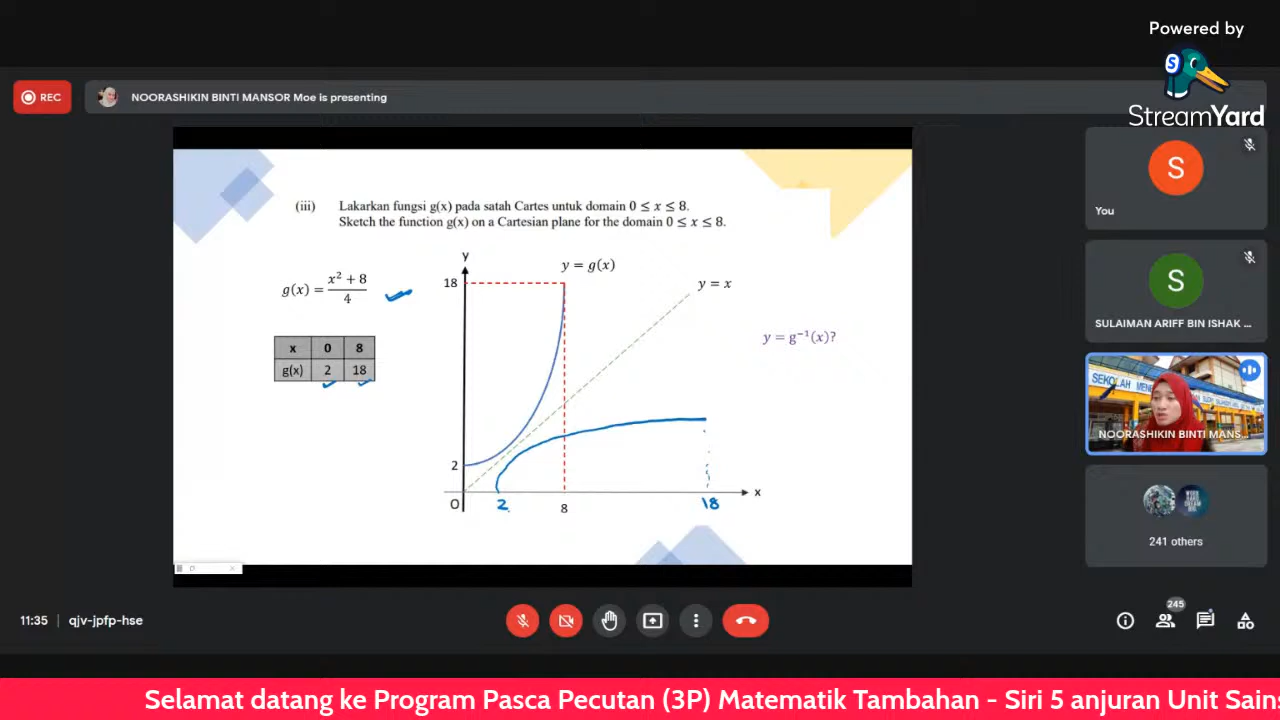 Powered by
StreamYard
REC
NOORASHIKIN BINTI MANSOR Moe is presenting
(iii) Lakarkan fungsi g(x) pada satah Cartes untuk domain 0 ≤ x ≤ 8.
Sketch the function g(x) on a Cartesian plane for the domain 0 ≤ x ≤ 8.
g(x) = (x² + 8)/4
x 0 8
g(x) 2 18
y
18
y = g(x)
y = x
y = g⁻¹(x)?
2
O
2
8
18
x
S
You
S
SULAIMAN ARIFF BIN ISHAK ...
SEKOLAH MENE
NOORASHIKIN BINTI MANS...
241 others
11:35 | qjv-jpfp-hse
245
Selamat datang ke Program Pasca Pecutan (3P) Matematik Tambahan - Siri 5 anjuran Unit Sains